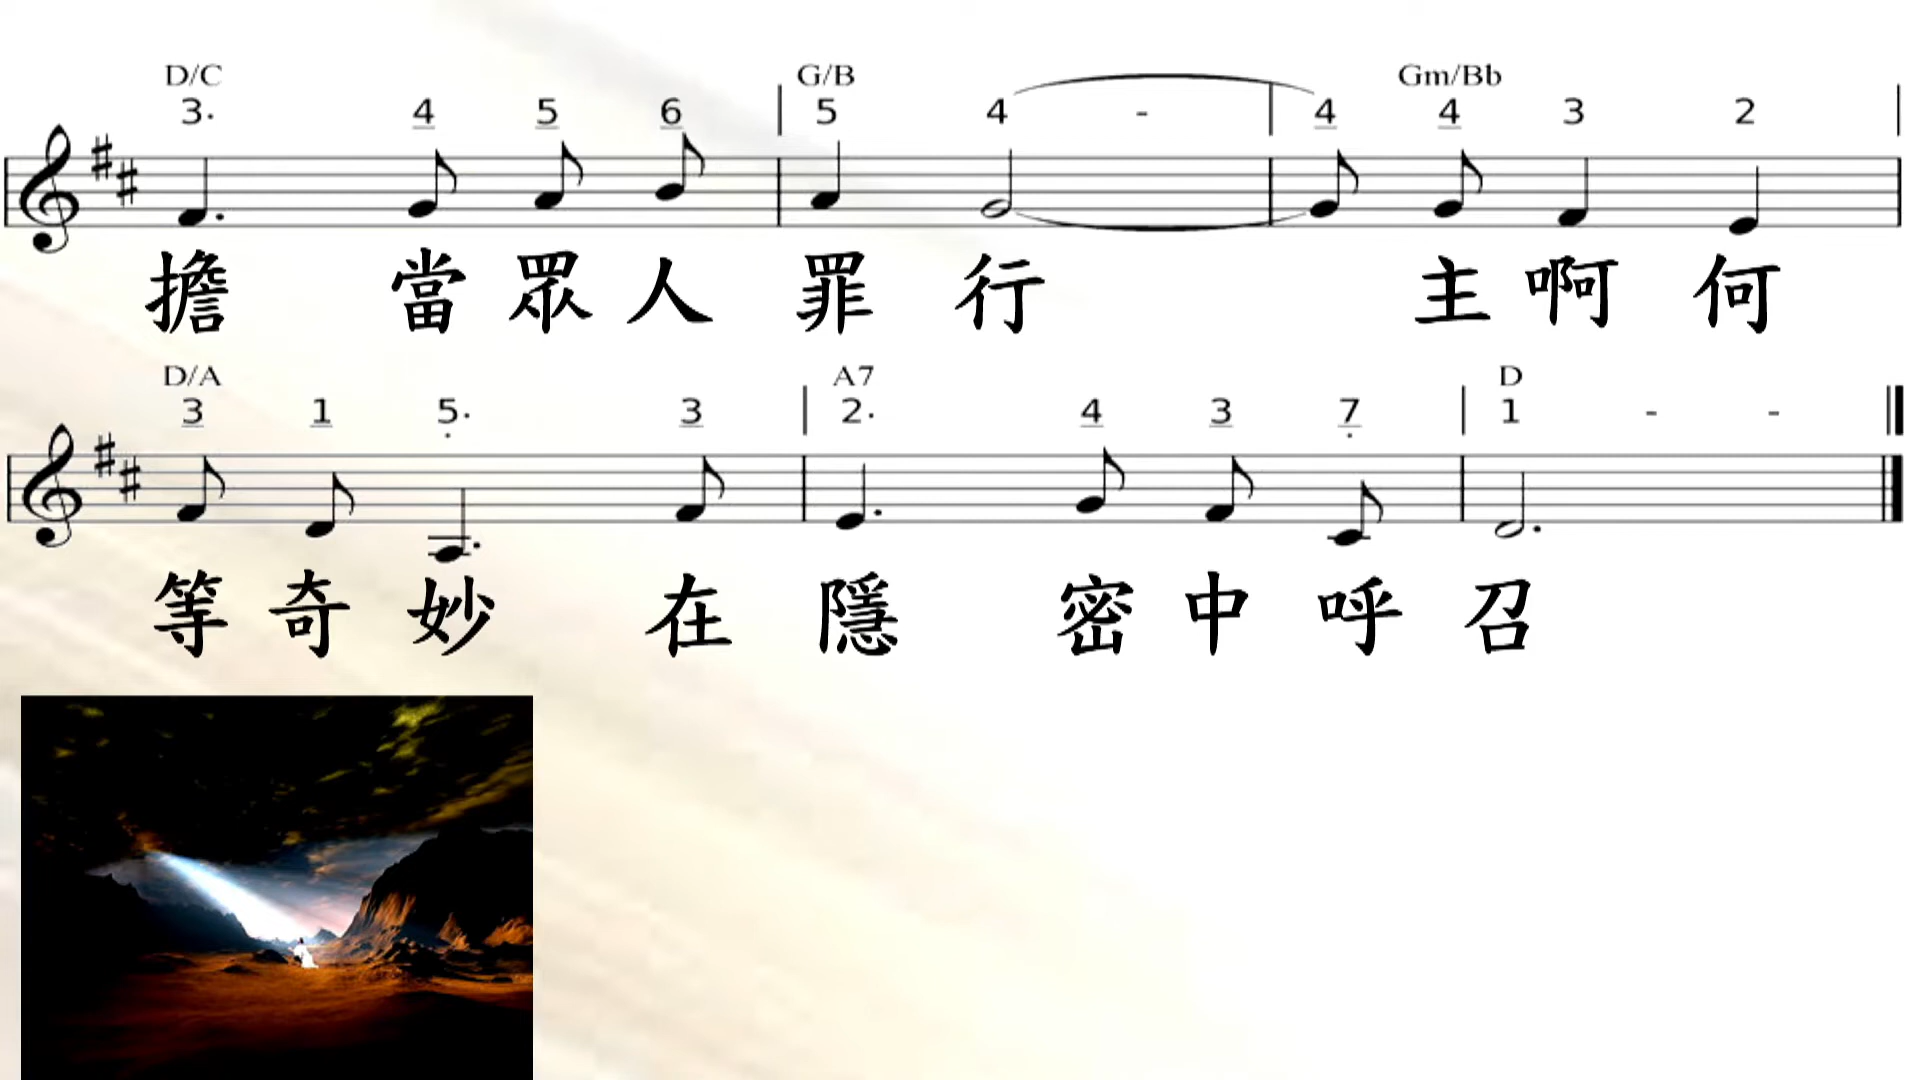 D/C G/B Gm/Bb
3· 4 5 6 | 5 4 - | 4 4 3 2 |
擔 當 眾 人 罪 行 主 啊 何
D/A A7 D
3 1 5· 3 | 2· 4 3 7 | 1 - -
等 奇 妙 在 隱 密 中 呼 召